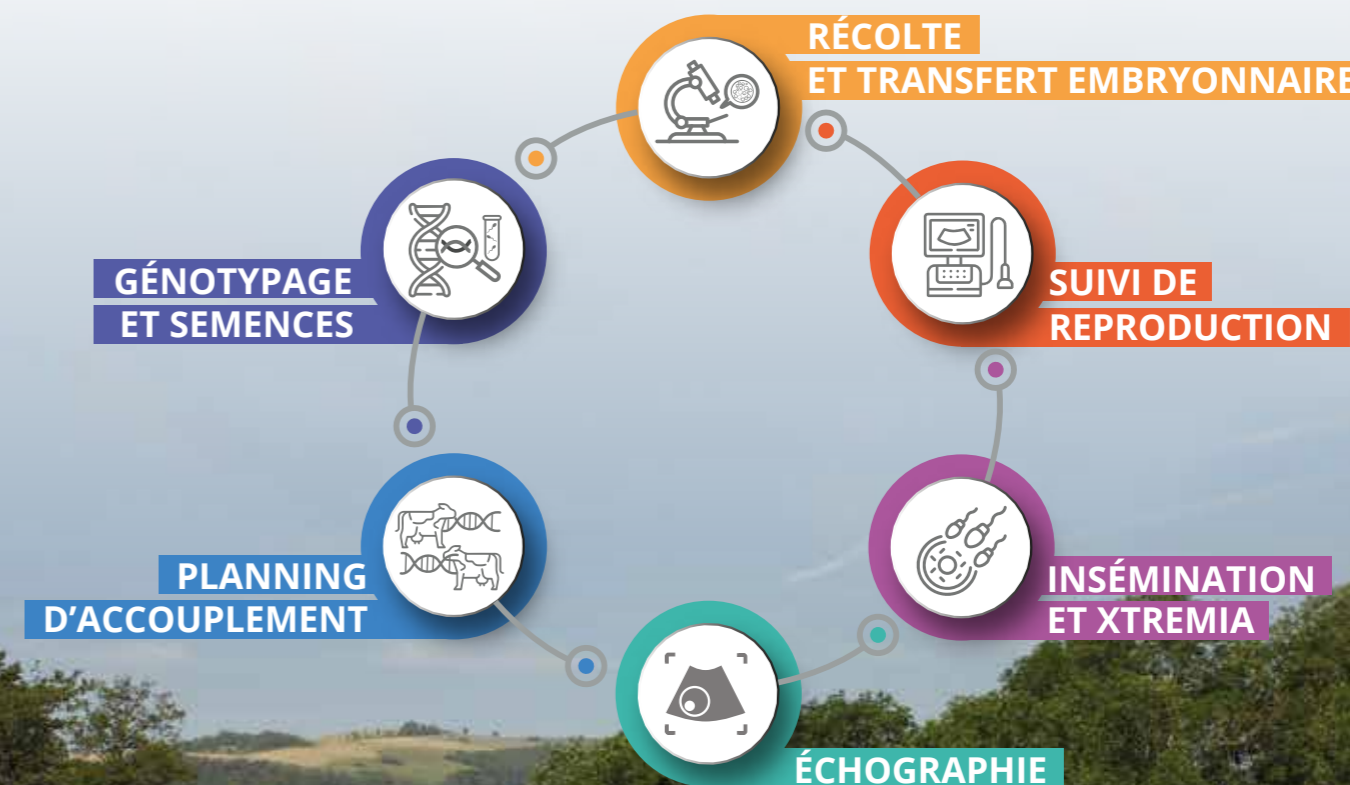 RÉCOLTE
ET TRANSFERT EMBRYONNAIRE
SUIVI DE
REPRODUCTION
INSÉMINATION
ET XTREMIA
ÉCHOGRAPHIE
PLANNING
D'ACCOUPLEMENT
GÉNOTYPAGE
ET SEMENCES